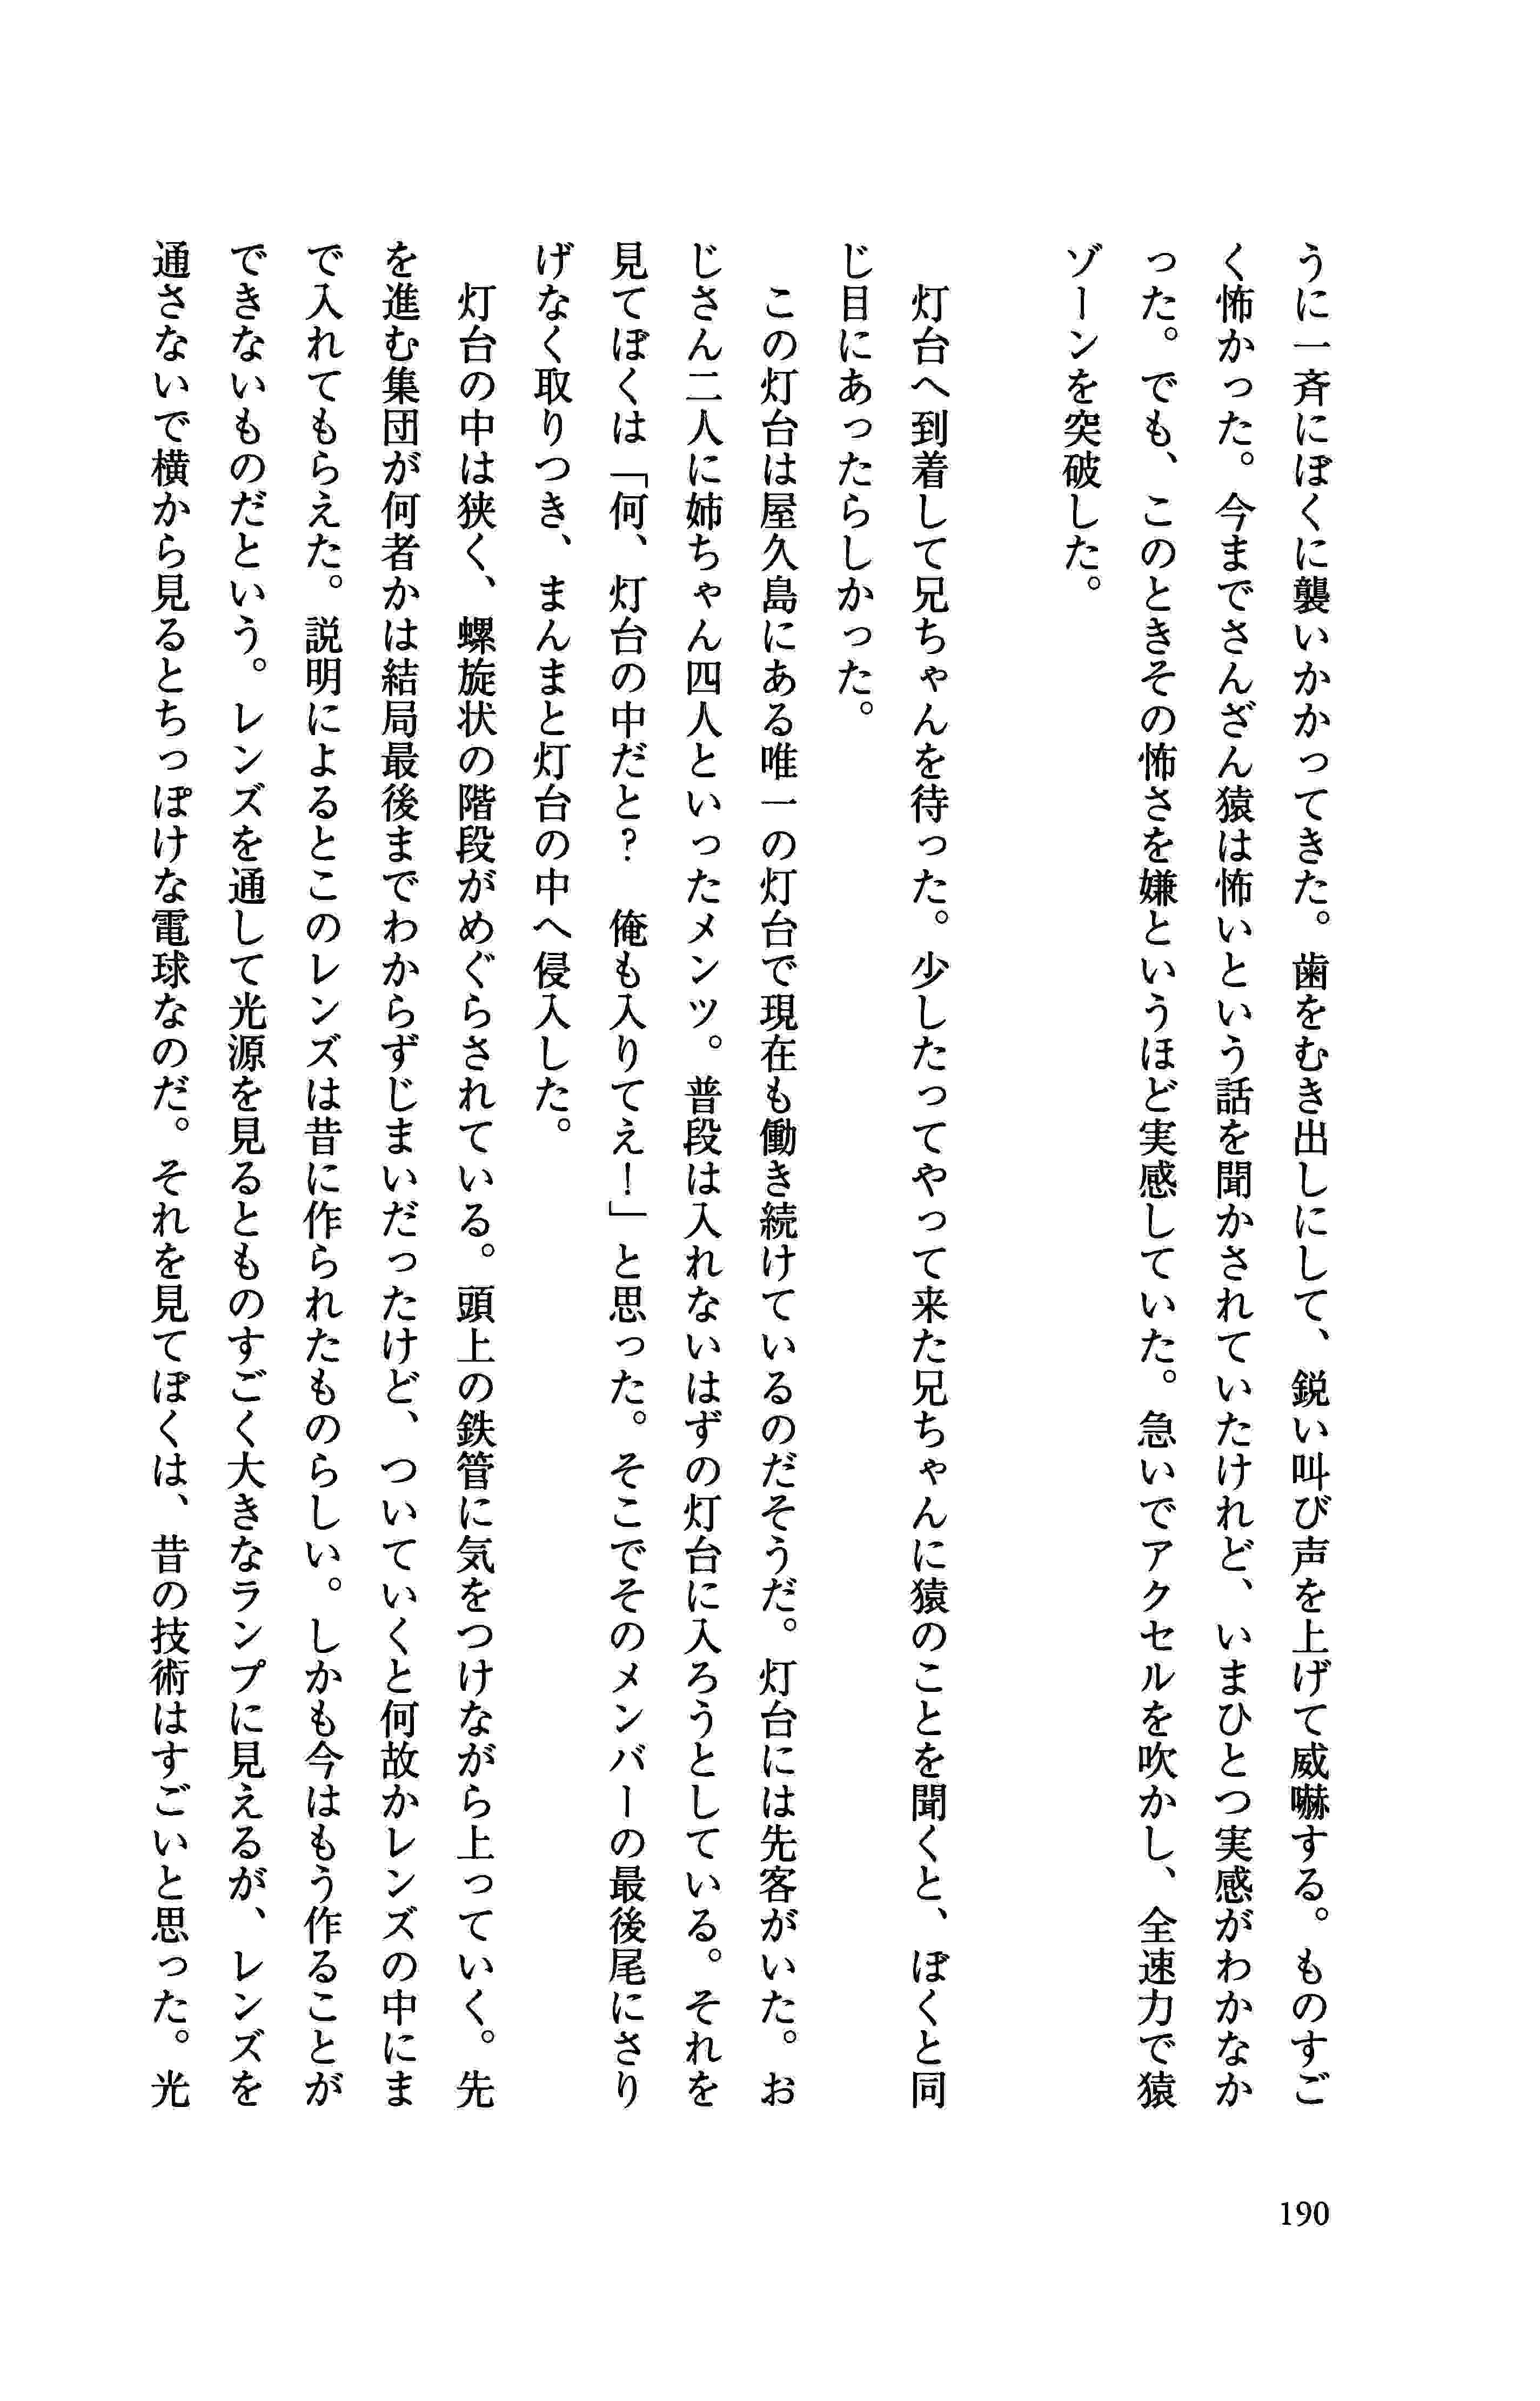 うに一斉にぼくに襲いかかってきた。歯をむき出しにして、鋭い叫び声を上げて威嚇する。ものすご
く怖かった。今までさんざん猿は怖いという話を聞かされていたけれど、いまひとつ実感がわかなか
った。でも、このときその怖さを嫌というほど実感していた。急いでアクセルを吹かし、全速力で猿
ゾーンを突破した。
　灯台へ到着して兄ちゃんを待った。少したってやって来た兄ちゃんに猿のことを聞くと、ぼくと同
じ目にあったらしかった。
　この灯台は屋久島にある唯一の灯台で現在も働き続けているのだそうだ。灯台には先客がいた。お
じさん二人に姉ちゃん四人といったメンツ。普段は入れないはずの灯台に入ろうとしている。それを
見てぼくは「何、灯台の中だと？　俺も入りてえ！」と思った。そこでそのメンバーの最後尾にさり
げなく取りつき、まんまと灯台の中へ侵入した。
　灯台の中は狭く、螺旋状の階段がめぐらされている。頭上の鉄管に気をつけながら上っていく。先
を進む集団が何者かは結局最後までわからずじまいだったけど、ついていくと何故かレンズの中にま
で入れてもらえた。説明によるとこのレンズは昔に作られたものらしい。しかも今はもう作ることが
できないものだという。レンズを通して光源を見るとものすごく大きなランプに見えるが、レンズを
通さないで横から見るとちっぽけな電球なのだ。それを見てぼくは、昔の技術はすごいと思った。光
190